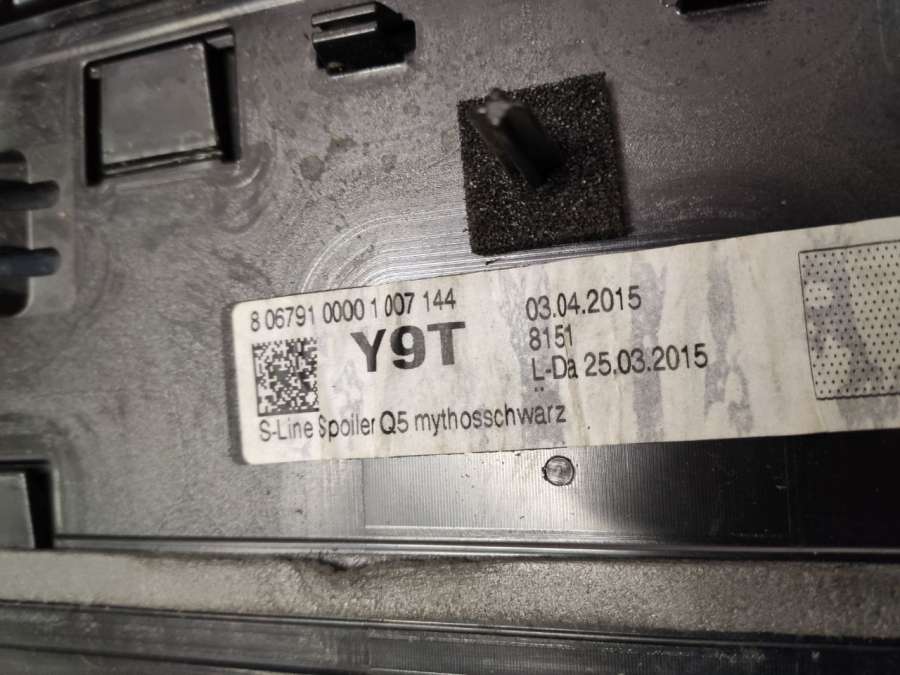 8 06791 0000 1 007 144
03.04.2015
Y9T
8151
L-Da 25.03.2015
S-Line Spoiler Q5 mythosschwarz